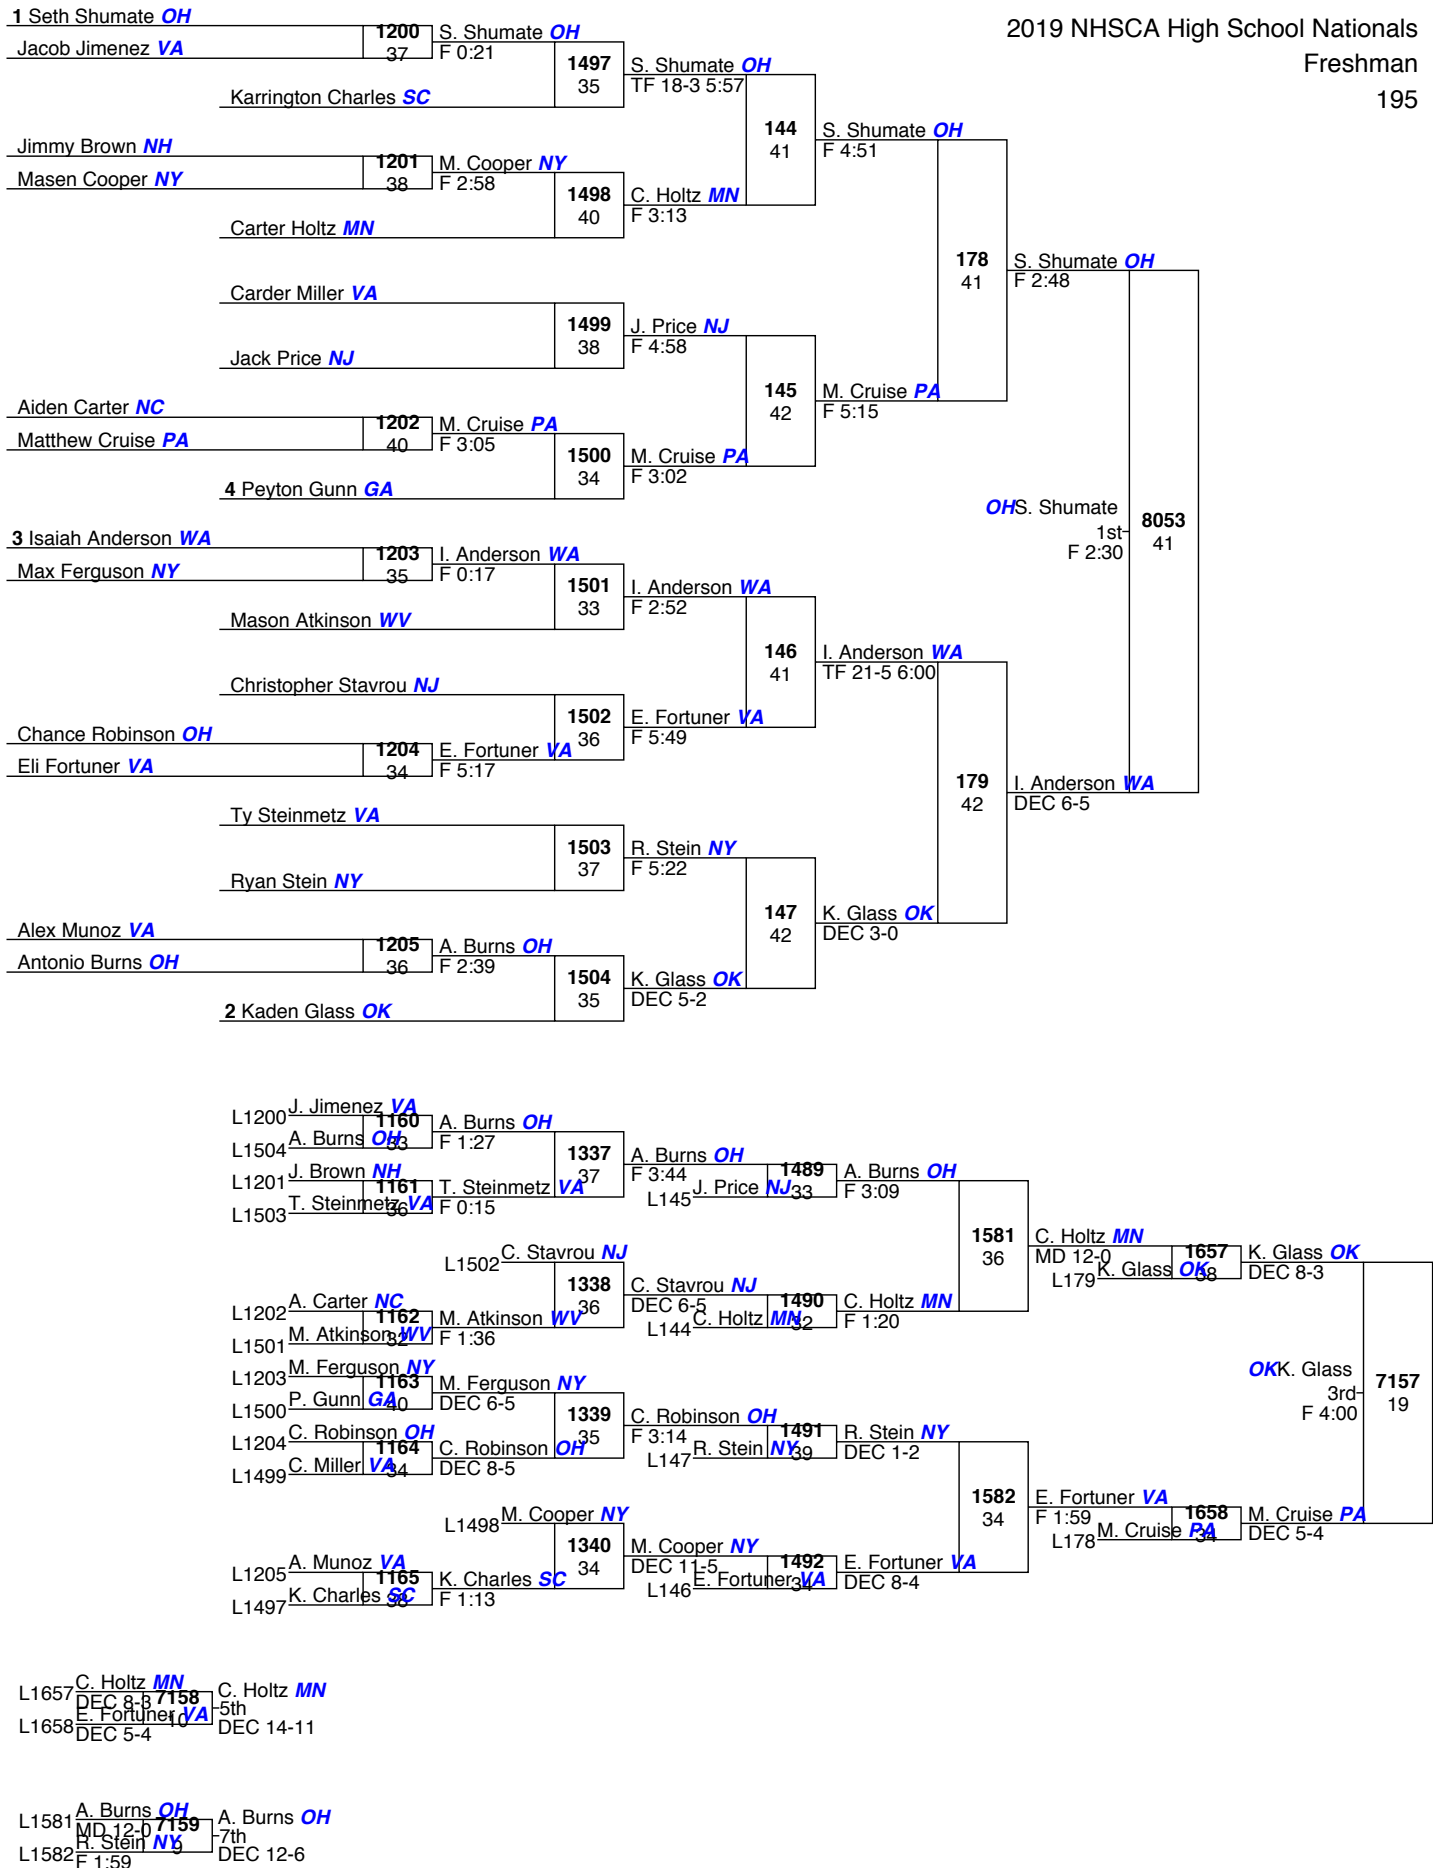 2019 NHSCA High School Nationals
Freshman
195
1 Seth Shumate OH
Jacob Jimenez VA
1200
37
S. Shumate OH
F 0:21
Karrington Charles SC
1497
35
S. Shumate OH
TF 18-3 5:57
Jimmy Brown NH
Masen Cooper NY
1201
38
M. Cooper NY
F 2:58
Carter Holtz MN
1498
40
C. Holtz MN
F 3:13
144
41
S. Shumate OH
F 4:51
Carder Miller VA
Jack Price NJ
1499
38
J. Price NJ
F 4:58
Aiden Carter NC
Matthew Cruise PA
1202
40
M. Cruise PA
F 3:05
4 Peyton Gunn GA
1500
34
M. Cruise PA
F 3:02
145
42
M. Cruise PA
F 5:15
178
41
S. Shumate OH
F 2:48
3 Isaiah Anderson WA
Max Ferguson NY
1203
35
I. Anderson WA
F 0:17
Mason Atkinson WV
1501
33
I. Anderson WA
F 2:52
Christopher Stavrou NJ
Chance Robinson OH
Eli Fortuner VA
1204
34
E. Fortuner VA
F 5:17
1502
36
E. Fortuner VA
F 5:49
146
41
I. Anderson WA
TF 21-5 6:00
Ty Steinmetz VA
Ryan Stein NY
1503
37
R. Stein NY
F 5:22
Alex Munoz VA
Antonio Burns OH
1205
36
A. Burns OH
F 2:39
2 Kaden Glass OK
1504
35
K. Glass OK
DEC 5-2
147
42
K. Glass OK
DEC 3-0
179
42
I. Anderson WA
DEC 6-5
OHS. Shumate
1st
F 2:30
8053
41
L1200 J. Jimenez VA
L1504 A. Burns OH
1160
33
A. Burns OH
F 1:27
L1201 J. Brown NH
L1503 T. Steinmetz VA
1161
36
T. Steinmetz VA
F 0:15
1337
37
A. Burns OH
F 3:44
L145 J. Price NJ
1489
33
A. Burns OH
F 3:09
L1502 C. Stavrou NJ
L1202 A. Carter NC
L1501 M. Atkinson WV
1162
32
M. Atkinson WV
F 1:36
1338
36
C. Stavrou NJ
DEC 6-5
L144 C. Holtz MN
1490
32
C. Holtz MN
F 1:20
1581
36
C. Holtz MN
MD 12-0
L179 K. Glass OK
1657
38
K. Glass OK
DEC 8-3
L1203 M. Ferguson NY
L1500 P. Gunn GA
1163
40
M. Ferguson NY
DEC 6-5
L1204 C. Robinson OH
L1499 C. Miller VA
1164
34
C. Robinson OH
DEC 8-5
1339
35
C. Robinson OH
F 3:14
L147 R. Stein NY
1491
39
R. Stein NY
DEC 1-2
L1498 M. Cooper NY
L1205 A. Munoz VA
L1497 K. Charles SC
1165
38
K. Charles SC
F 1:13
1340
34
M. Cooper NY
DEC 11-5
L146 E. Fortuner VA
1492
34
E. Fortuner VA
DEC 8-4
1582
34
E. Fortuner VA
F 1:59
L178 M. Cruise PA
1658
34
M. Cruise PA
DEC 5-4
OKK. Glass
3rd
F 4:00
7157
19
L1657 C. Holtz MN
DEC 8-3
L1658 E. Fortuner VA
DEC 5-4
7158
10
C. Holtz MN
5th
DEC 14-11
L1581 A. Burns OH
MD 12-0
L1582 R. Stein NY
F 1:59
7159
9
A. Burns OH
7th
DEC 12-6